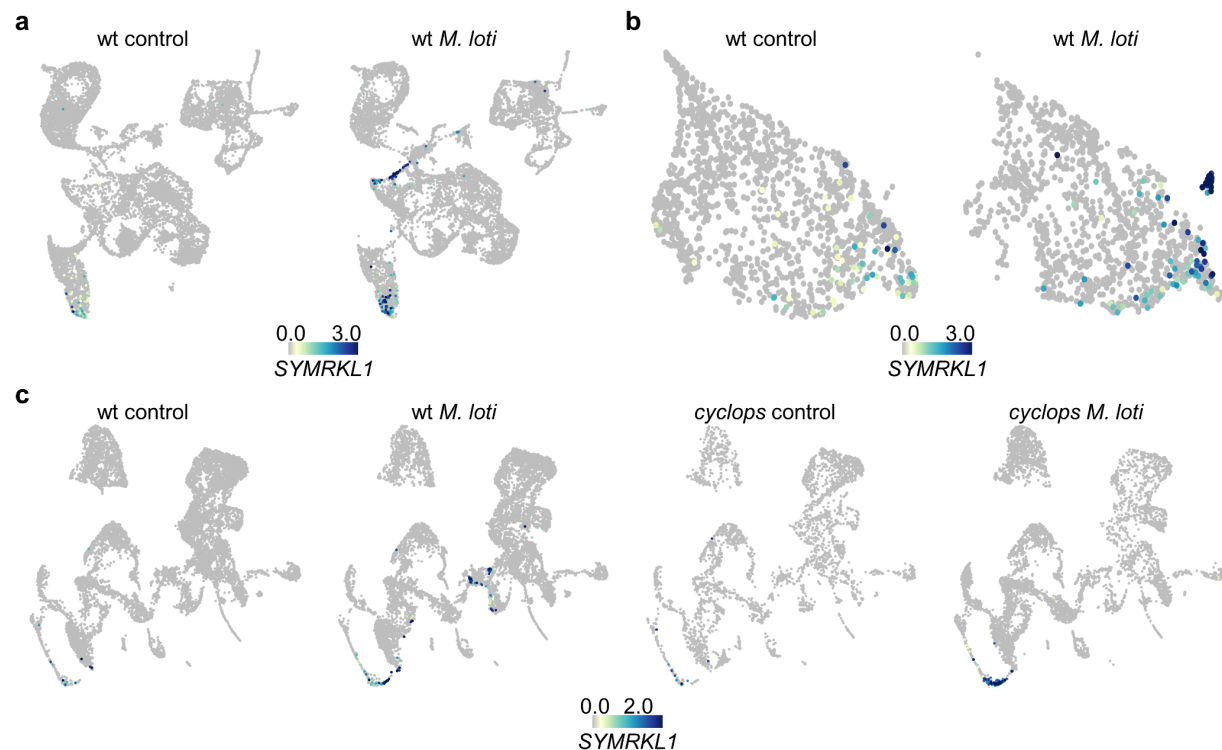 a
wt control
wt M. loti
0.0 3.0
SYMRKL1
b
wt control
wt M. loti
0.0 3.0
SYMRKL1
c
wt control
wt M. loti
cyclops control
cyclops M. loti
0.0 2.0
SYMRKL1